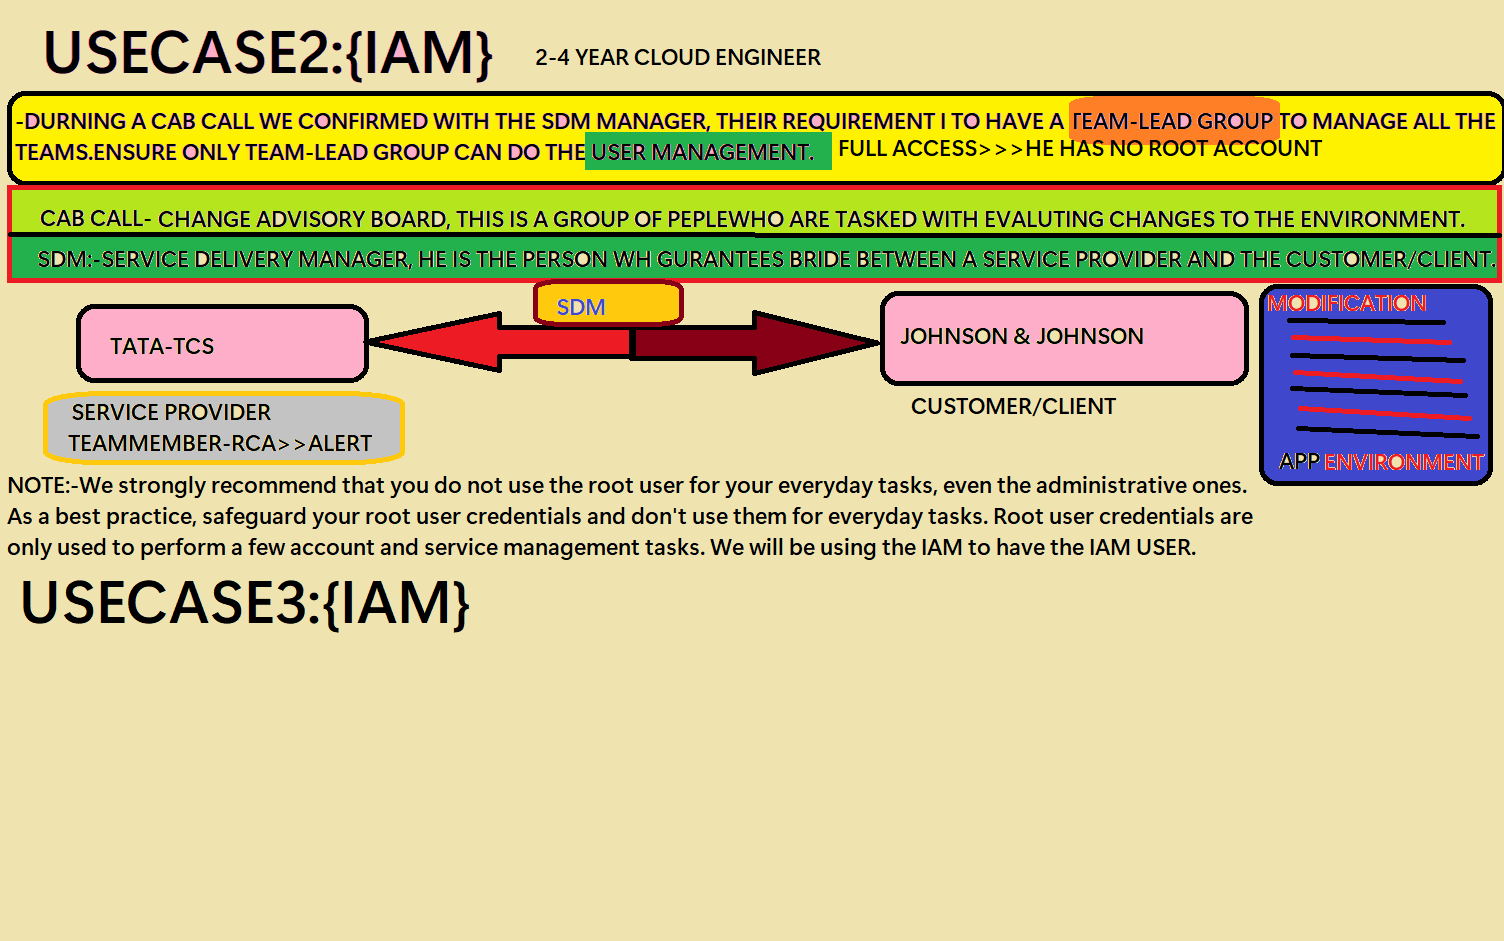 USECASE2:{IAM}
2-4 YEAR CLOUD ENGINEER
-DURNING A CAB CALL WE CONFIRMED WITH THE SDM MANAGER, THEIR REQUIREMENT I TO HAVE A TEAM-LEAD GROUP TO MANAGE ALL THE
TEAMS.ENSURE ONLY TEAM-LEAD GROUP CAN DO THE USER MANAGEMENT. FULL ACCESS>>>HE HAS NO ROOT ACCOUNT
CAB CALL- CHANGE ADVISORY BOARD, THIS IS A GROUP OF PEPLEWHO ARE TASKED WITH EVALUTING CHANGES TO THE ENVIRONMENT.
SDM:-SERVICE DELIVERY MANAGER, HE IS THE PERSON WH GURANTEES BRIDE BETWEEN A SERVICE PROVIDER AND THE CUSTOMER/CLIENT.
SDM
MODIFICATION
TATA-TCS
JOHNSON & JOHNSON
SERVICE PROVIDER
TEAMMEMBER-RCA>>ALERT
CUSTOMER/CLIENT
APP ENVIRONMENT
NOTE:-We strongly recommend that you do not use the root user for your everyday tasks, even the administrative ones.
As a best practice, safeguard your root user credentials and don't use them for everyday tasks. Root user credentials are
only used to perform a few account and service management tasks. We will be using the IAM to have the IAM USER.
USECASE3:{IAM}